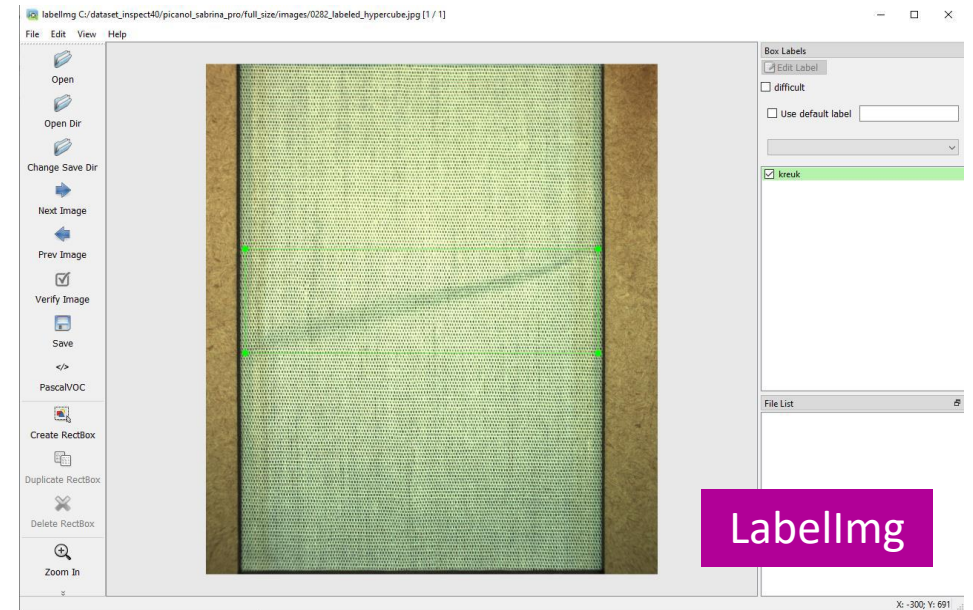 labelImg C:/dataset_inspect40/picanol_sabrina_pro/full_size/images/0282_labeled_hypercube.jpg [1 / 1]
File Edit View Help
Open
Open Dir
Change Save Dir
Next Image
Prev Image
Verify Image
Save
</>
PascalVOC
Create RectBox
Duplicate RectBox
Delete RectBox
Zoom In
Box Labels
Edit Label
difficult
Use default label
kreuk
File List
LabelImg
X: -300; Y: 691